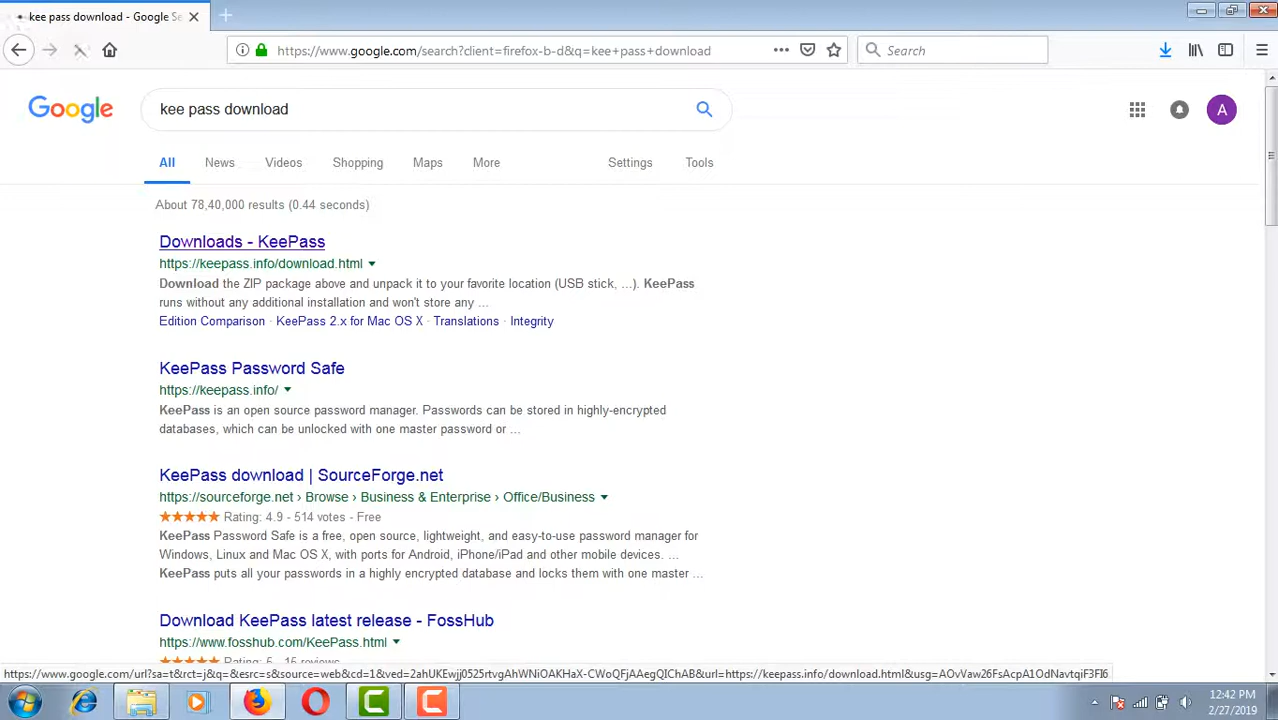 kee pass download - Google Se
https://www.google.com/search?client=firefox-b-d&q=kee+pass+download
Search
Google
kee pass download
A
All News Videos Shopping Maps More Settings Tools
About 78,40,000 results (0.44 seconds)
Downloads - KeePass
https://keepass.info/download.html
Download the ZIP package above and unpack it to your favorite location (USB stick, ...). KeePass
runs without any additional installation and won't store any ...
Edition Comparison · KeePass 2.x for Mac OS X · Translations · Integrity
KeePass Password Safe
https://keepass.info/
KeePass is an open source password manager. Passwords can be stored in highly-encrypted
databases, which can be unlocked with one master password or ...
KeePass download | SourceForge.net
https://sourceforge.net › Browse › Business & Enterprise › Office/Business
Rating: 4.9 - 514 votes - Free
KeePass Password Safe is a free, open source, lightweight, and easy-to-use password manager for
Windows, Linux and Mac OS X, with ports for Android, iPhone/iPad and other mobile devices. ...
KeePass puts all your passwords in a highly encrypted database and locks them with one master ...
Download KeePass latest release - FossHub
https://www.fosshub.com/KeePass.html
Rating: 5 - 15 reviews
https://www.google.com/url?sa=t&rct=j&q=&esrc=s&source=web&cd=1&ved=2ahUKEwjj0525rtvgAhWNiOAKHaX-CWoQFjAAegQIChAB&url=https://keepass.info/download.html&usg=AOvVaw26FsAcpA1OdNavtqiF3FI6
12:42 PM
2/27/2019